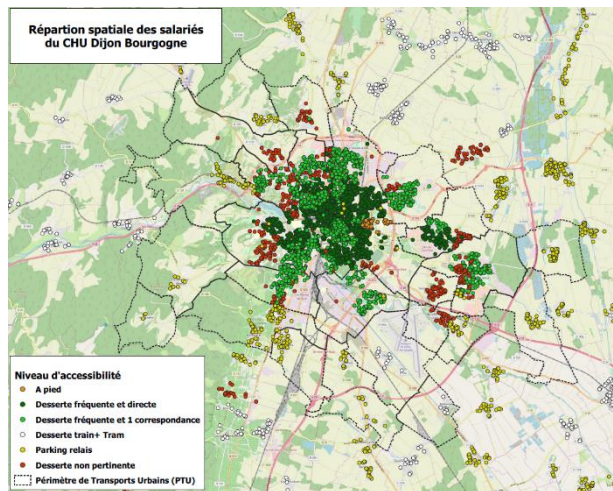 Répartion spatiale des salariés
du CHU Dijon Bourgogne
Niveau d'accessibilité
A pied
Desserte fréquente et directe
Desserte fréquente et 1 correspondance
Desserte train+ Tram
Parking relais
Desserte non pertinente
Périmètre de Transports Urbains (PTU)